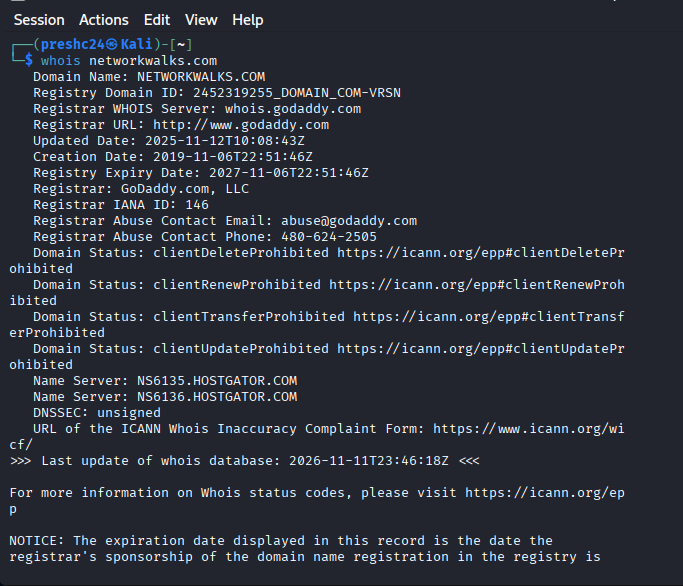 Session Actions Edit View Help
┌──(preshc24㉿Kali)-[~]
└─$ whois networkwalks.com
Domain Name: NETWORKWALKS.COM
Registry Domain ID: 2452319255_DOMAIN_COM-VRSN
Registrar WHOIS Server: whois.godaddy.com
Registrar URL: http://www.godaddy.com
Updated Date: 2025-11-12T10:08:43Z
Creation Date: 2019-11-06T22:51:46Z
Registry Expiry Date: 2027-11-06T22:51:46Z
Registrar: GoDaddy.com, LLC
Registrar IANA ID: 146
Registrar Abuse Contact Email: abuse@godaddy.com
Registrar Abuse Contact Phone: 480-624-2505
Domain Status: clientDeleteProhibited https://icann.org/epp#clientDeletePr
ohibited
Domain Status: clientRenewProhibited https://icann.org/epp#clientRenewProh
ibited
Domain Status: clientTransferProhibited https://icann.org/epp#clientTransf
erProhibited
Domain Status: clientUpdateProhibited https://icann.org/epp#clientUpdatePr
ohibited
Name Server: NS6135.HOSTGATOR.COM
Name Server: NS6136.HOSTGATOR.COM
DNSSEC: unsigned
URL of the ICANN Whois Inaccuracy Complaint Form: https://www.icann.org/wi
cf/
>>> Last update of whois database: 2026-11-11T23:46:18Z <<<
For more information on Whois status codes, please visit https://icann.org/ep
p
NOTICE: The expiration date displayed in this record is the date the
registrar's sponsorship of the domain name registration in the registry is